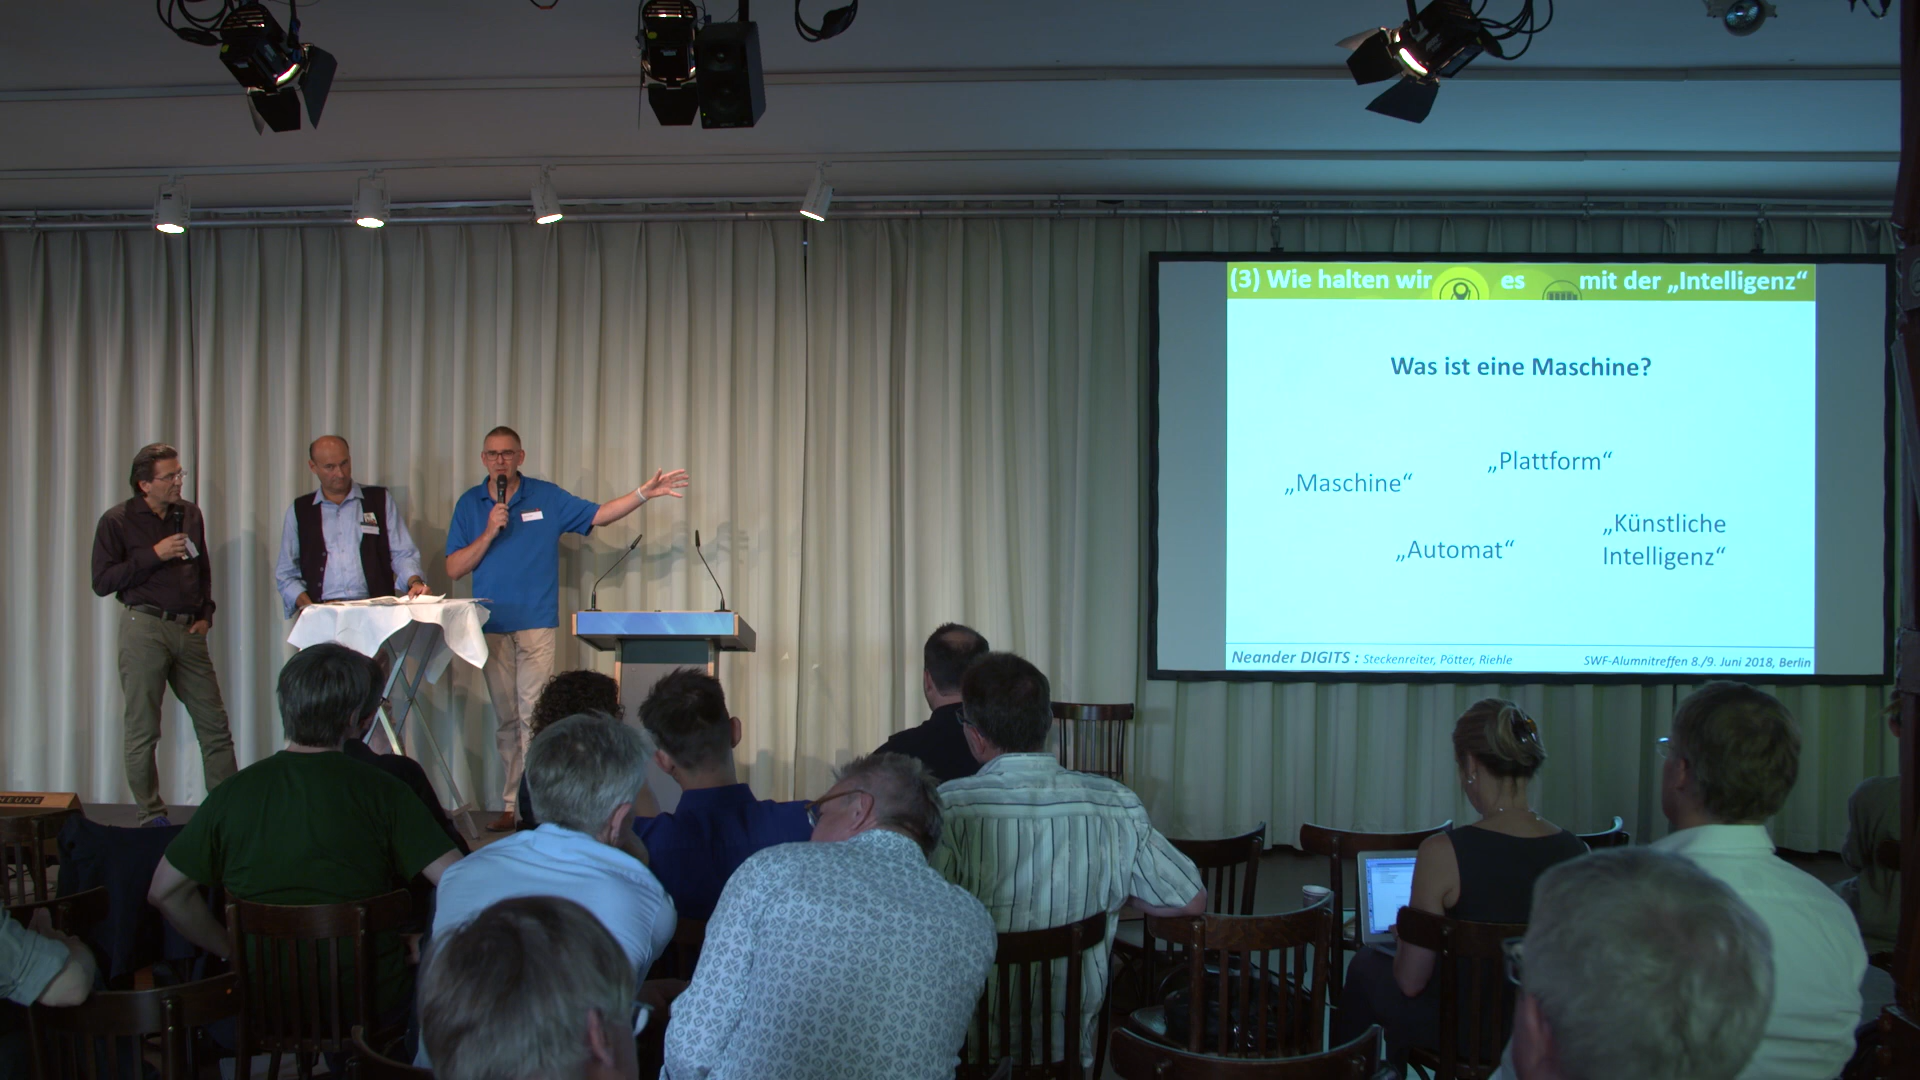 (3) Wie halten wir es mit der „Intelligenz“
Was ist eine Maschine?
„Plattform“
„Maschine“
„Künstliche
Intelligenz“
„Automat“
Neander DIGITS : Steckenreiter, Pötter, Riehle
SWF-Alumnitreffen 8./9. Juni 2018, Berlin